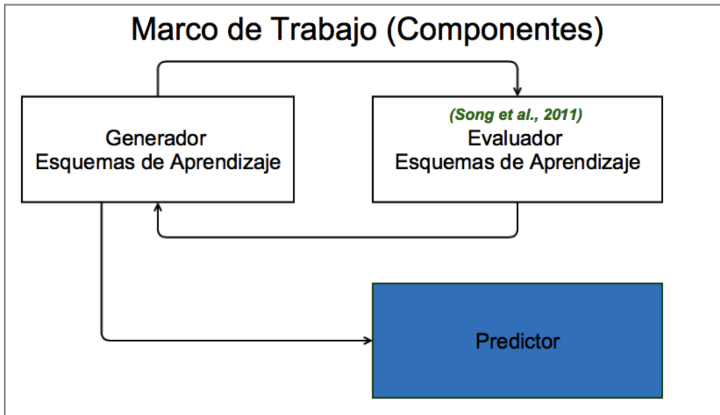 Marco de Trabajo (Componentes)
Generador
Esquemas de Aprendizaje
(Song et al., 2011)
Evaluador
Esquemas de Aprendizaje
Predictor